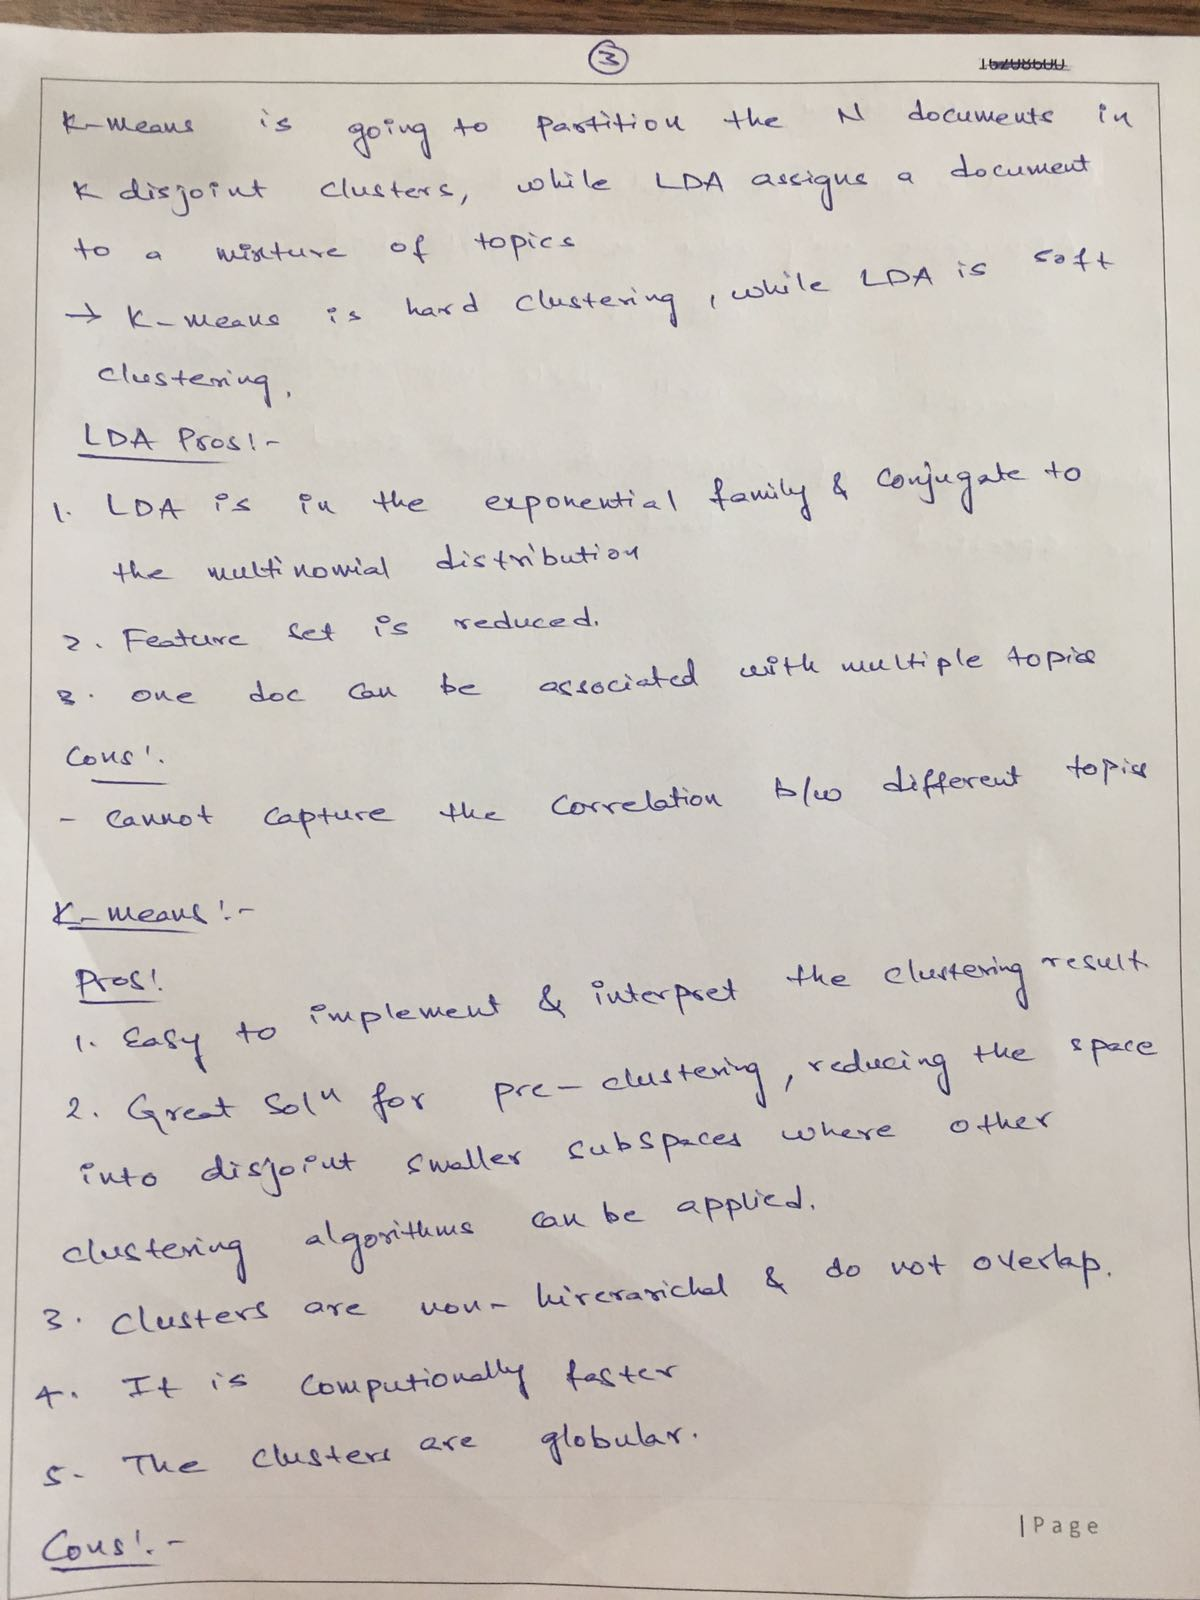 3
K-means is going to partition the N documents in
K disjoint clusters, while LDA assigns a document
to a mixture of topics
→ K-means is hard clustering, while LDA is soft
clustering.
LDA Pros:-
1. LDA is in the exponential family & conjugate to
the multinomial distribution
2. Feature set is reduced.
3. one doc can be associated with multiple topics
Cons:
- cannot capture the correlation b/w different topics
K-means:-
Pros:
1. Easy to implement & interpret the clustering result.
2. Great Solⁿ for pre-clustering, reducing the space
into disjoint smaller subspaces where other
clustering algorithms can be applied.
3. clusters are non-hirerarichal & do not overlap.
4. It is computionally faster
5. The clusters are globular.
Cons:-
| Page